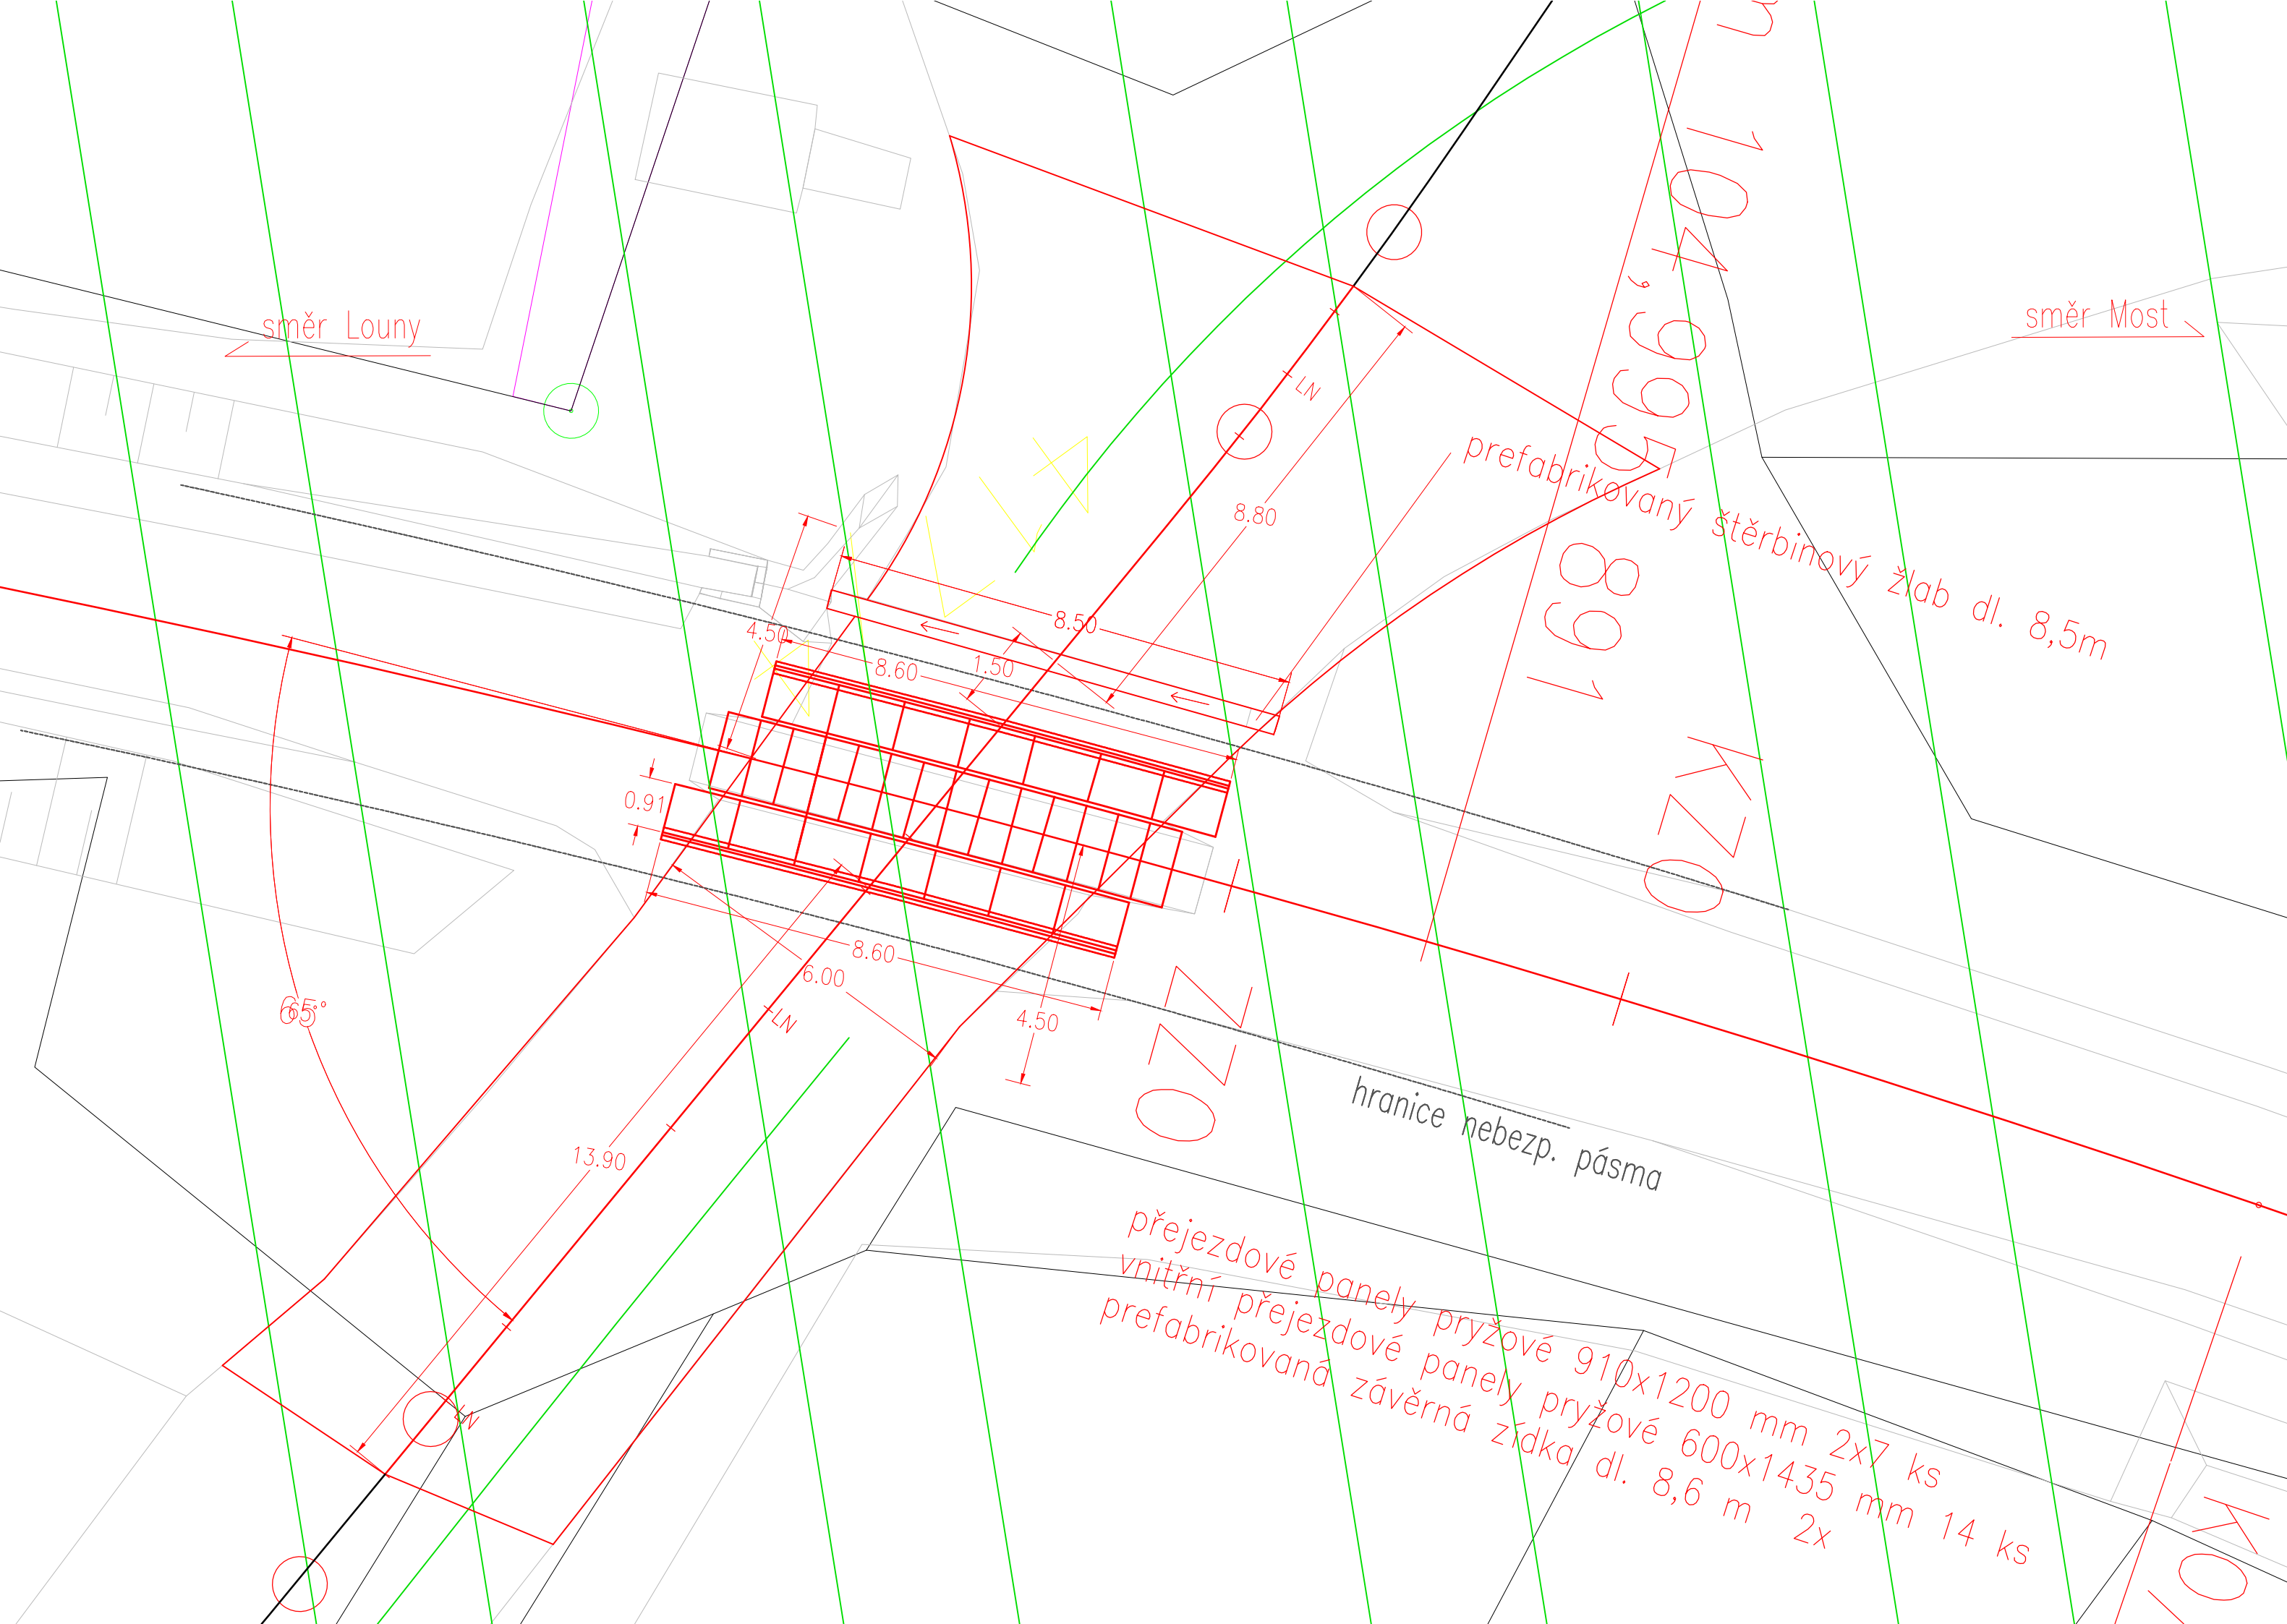 směr Louny
směr Most
LN
8.80
prefabrikovaný štěrbinový žlab dl. 8,5m
8.50
4.50
8.60
1.50
0.91
8.60
6.00
4.50
65°
LN
13.90
hranice nebezp. pásma
ZZO
KZO
přejezdové panely pryžové 910x1200 mm 2x7 ks
vnitřní přejezdové panely pryžové 600x1435 mm 14 ks
prefabrikovaná závěrná zídka dl. 8,6 m 2x
LN